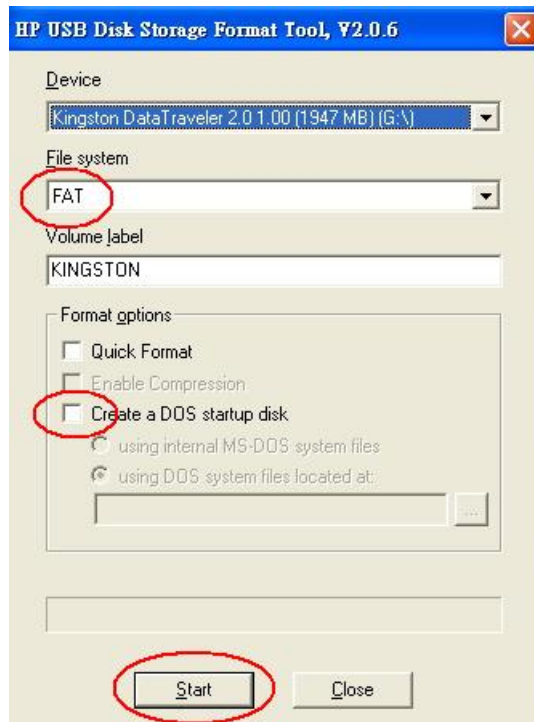 HP USB Disk Storage Format Tool, V2.0.6
Device
Kingston DataTraveler 2.0 1.00 (1947 MB) (G:\)
File system
FAT
Volume label
KINGSTON
Format options
Quick Format
Enable Compression
Create a DOS startup disk
using internal MS-DOS system files
using DOS system files located at:
...
Start Close